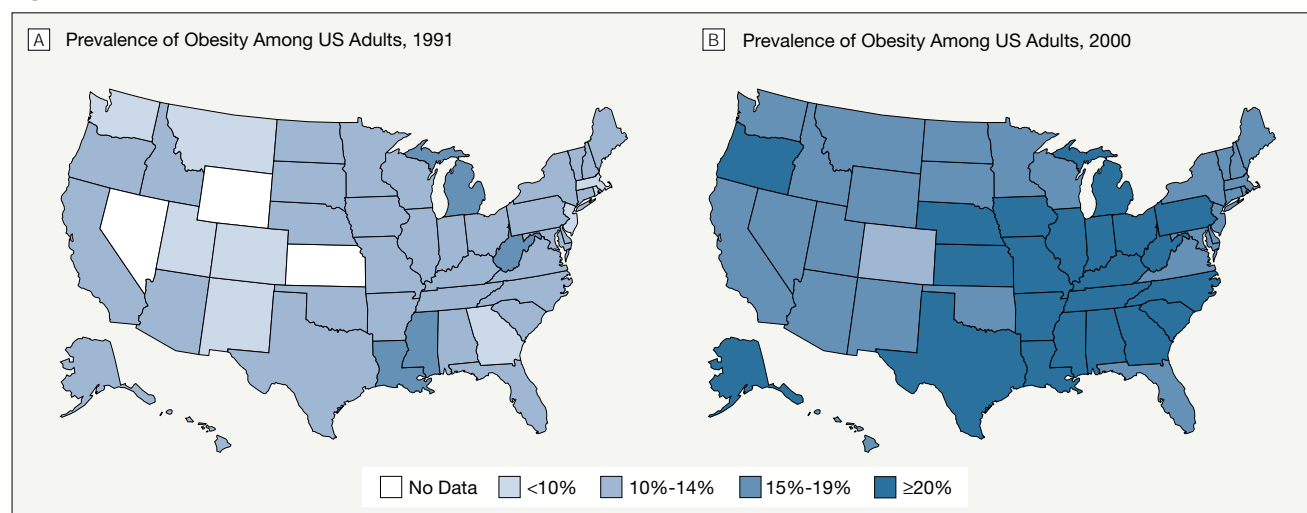 A Prevalence of Obesity Among US Adults, 1991
B Prevalence of Obesity Among US Adults, 2000
No Data <10% 10%-14% 15%-19% ≥20%